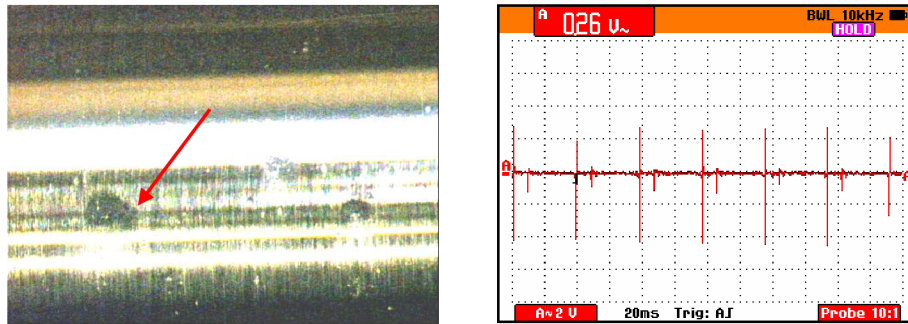 A
0.26 V~
BWL 10kHz
HOLD
A
A
A~2 V
20ms
Trig: A∫
Probe 10:1